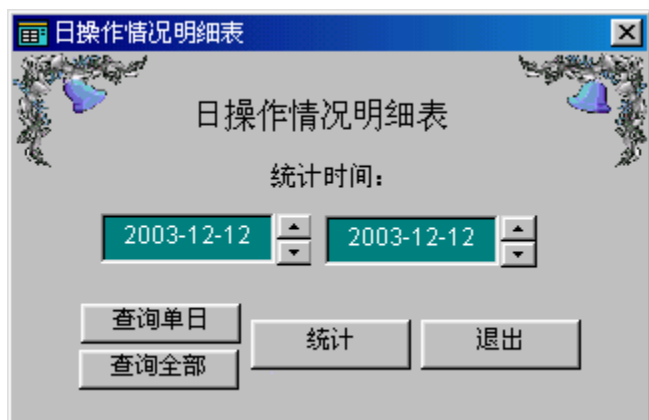 日操作情况明细表
日操作情况明细表
统计时间：
2003-12-12 2003-12-12
查询单日
统计 退出
查询全部